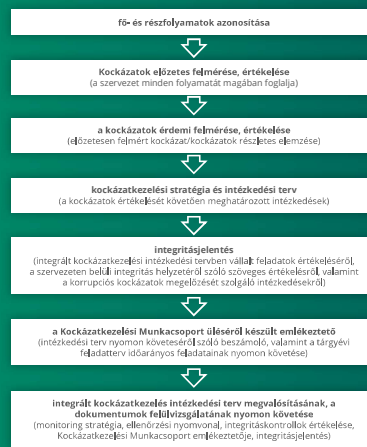 fő- és részfolyamatok azonosítása
Kockázatok előzetes felmérése, értékelése
(a szervezet minden folyamatát magában foglalja)
a kockázatok érdemi felmérése, értékelése
(előzetesen felmért kockázat/kockázatok részletes elemzése)
kockázatkezelési stratégia és intézkedési terv
(a kockázatok értékelését követően meghatározott intézkedések)
integritásjelentés
(integrált kockázatkezelési intézkedési tervben vállalt feladatok értékeléséről,
a szervezeten belüli integritás helyzetéről szóló szöveges értékelésről, valamint
a korrupciós kockázatok megelőzését szolgáló intézkedésekről)
a Kockázatkezelési Munkacsoport üléséről készült emlékeztető
(intézkedési terv nyomon követéséről szóló beszámoló, valamint a tárgyévi
feladatterv időarányos feladatainak nyomon követése)
integrált kockázatkezelés intézkedési terv megvalósításának, a
dokumentumok felülvizsgálatának nyomon követése
(monitoring stratégia, ellenőrzési nyomvonal, integritáskontrollok értékelése,
Kockázatkezelési Munkacsoport emlékeztetője, integritásjelentés)